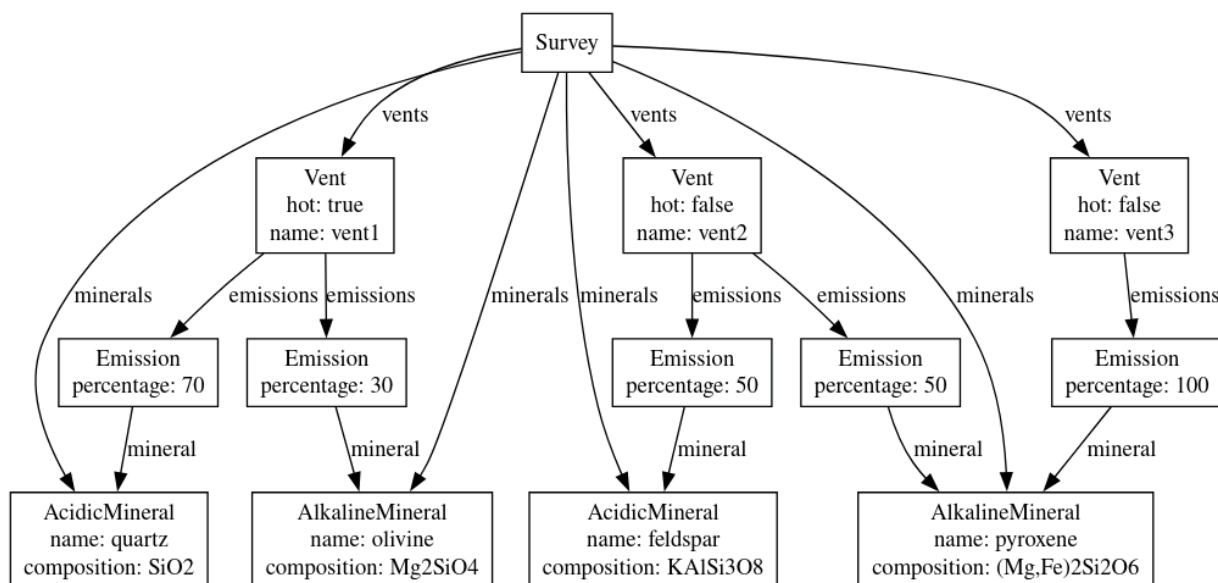 Survey
vents
vents
vents
Vent
hot: true
name: vent1
Vent
hot: false
name: vent2
Vent
hot: false
name: vent3
minerals
emissions
emissions
minerals
minerals
emissions
emissions
minerals
emissions
Emission
percentage: 70
Emission
percentage: 30
Emission
percentage: 50
Emission
percentage: 50
Emission
percentage: 100
mineral
mineral
mineral
mineral
mineral
AcidicMineral
name: quartz
composition: SiO2
AlkalineMineral
name: olivine
composition: Mg2SiO4
AcidicMineral
name: feldspar
composition: KAlSi3O8
AlkalineMineral
name: pyroxene
composition: (Mg,Fe)2Si2O6